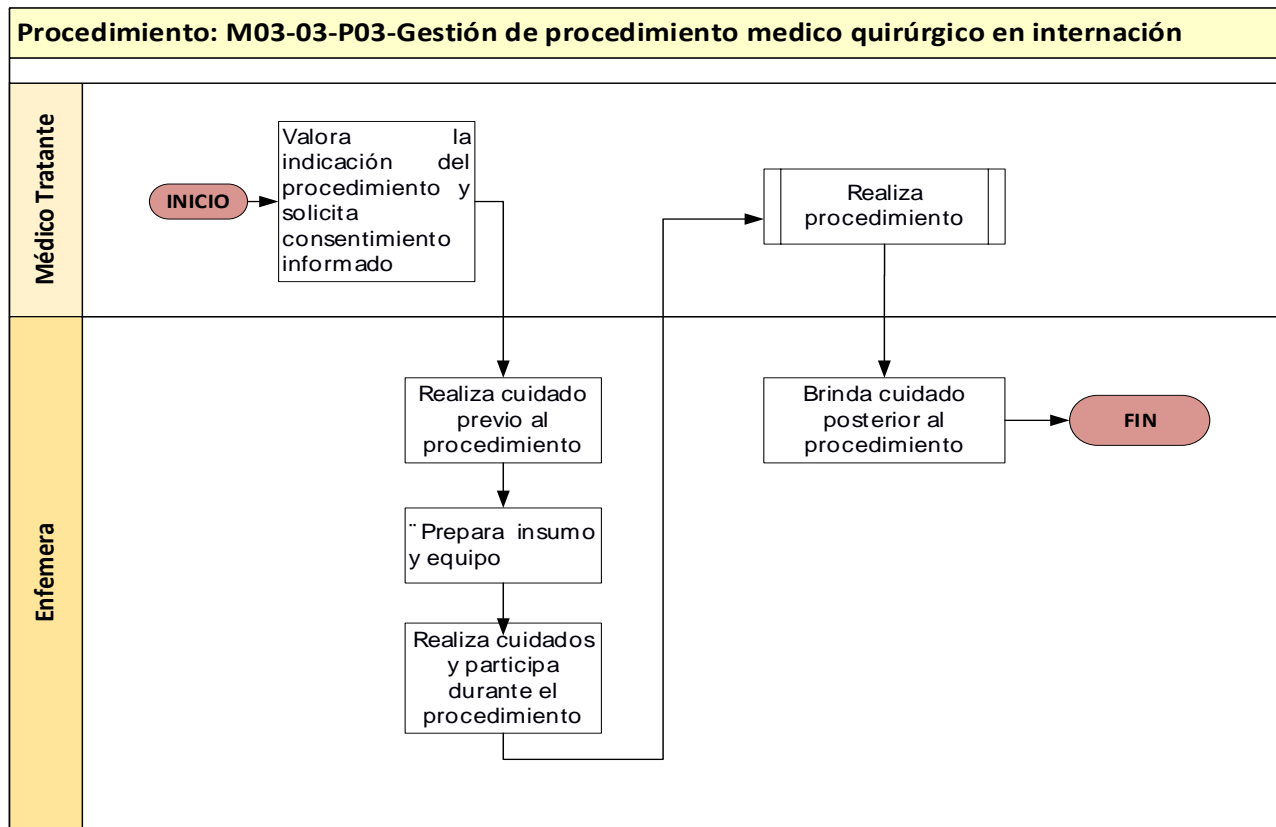 Procedimiento: M03-03-P03-Gestión de procedimiento medico quirúrgico en internación
Médico Tratante
INICIO
Valora la
indicación del
procedimiento y
solicita
consentimiento
informado
Realiza
procedimiento
Enfemera
Realiza cuidado
previo al
procedimiento
¨Prepara insumo
y equipo
Realiza cuidados
y participa
durante el
procedimiento
Brinda cuidado
posterior al
procedimiento
FIN